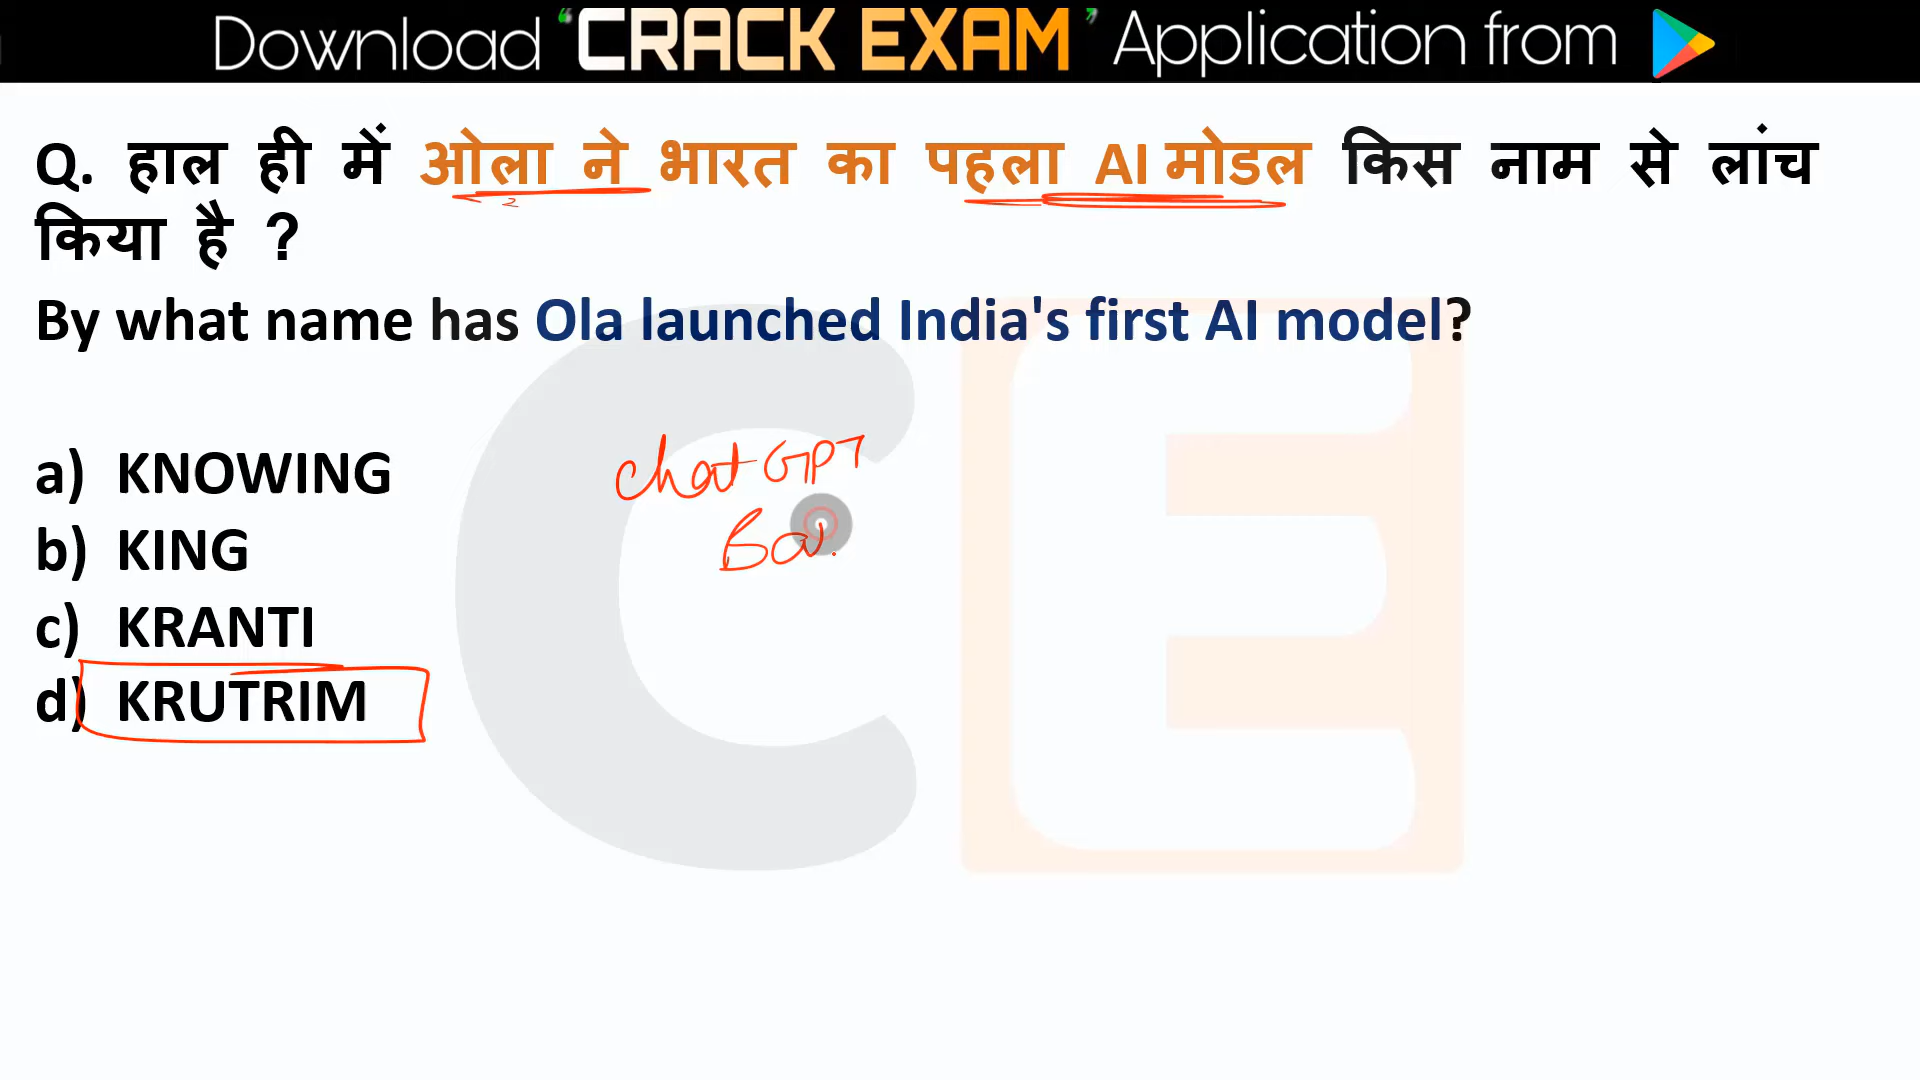 Download ‘CRACK EXAM’ Application from
Q. हाल ही में ओला ने भारत का पहला AI मोडल किस नाम से लांच
किया है ?
By what name has Ola launched India's first AI model?
a) KNOWING
b) KING
c) KRANTI
d) KRUTRIM
chat GPT
CE